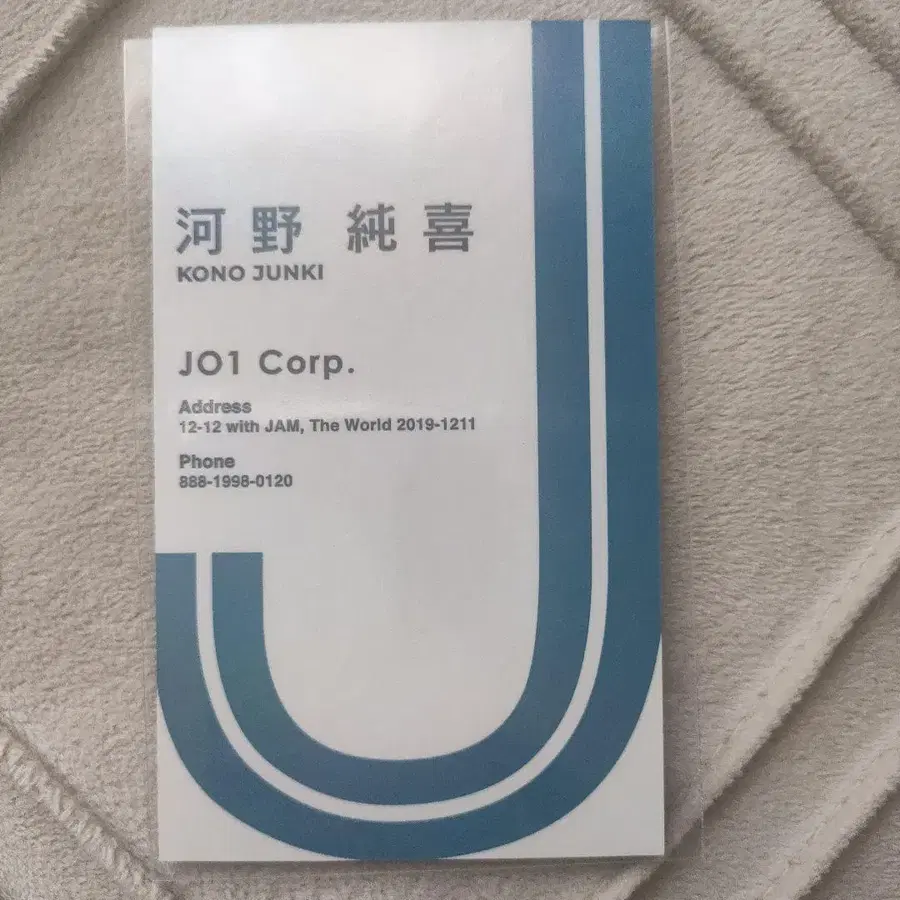 河野 純喜
KONO JUNKI
JO1 Corp.
Address
12-12 with JAM, The World 2019-1211
Phone
888-1998-0120